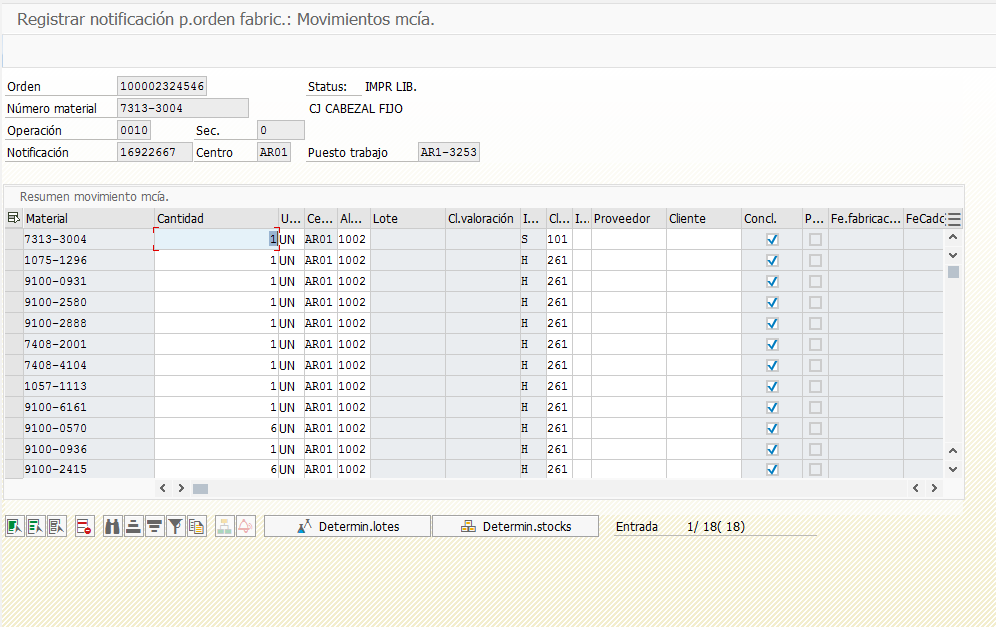 Registrar notificación p.orden fabric.: Movimientos mcía.
Orden 100002324546 Status: IMPR LIB.
Número material 7313-3004 CJ CABEZAL FIJO
Operación 0010 Sec. 0
Notificación 16922667 Centro AR01 Puesto trabajo AR1-3253
Resumen movimiento mcía.
Material Cantidad U... Ce... Al... Lote Cl.valoración I... Cl... I... Proveedor Cliente Concl. P... Fe.fabricac... FeCadc
7313-3004 1 UN AR01 1002 S 101
1075-1296 1 UN AR01 1002 H 261
9100-0931 1 UN AR01 1002 H 261
9100-2580 1 UN AR01 1002 H 261
9100-2888 1 UN AR01 1002 H 261
7408-2001 1 UN AR01 1002 H 261
7408-4104 1 UN AR01 1002 H 261
1057-1113 1 UN AR01 1002 H 261
9100-6161 1 UN AR01 1002 H 261
9100-0570 6 UN AR01 1002 H 261
9100-0936 1 UN AR01 1002 H 261
9100-2415 6 UN AR01 1002 H 261
Determin.lotes Determin.stocks Entrada 1/ 18( 18)